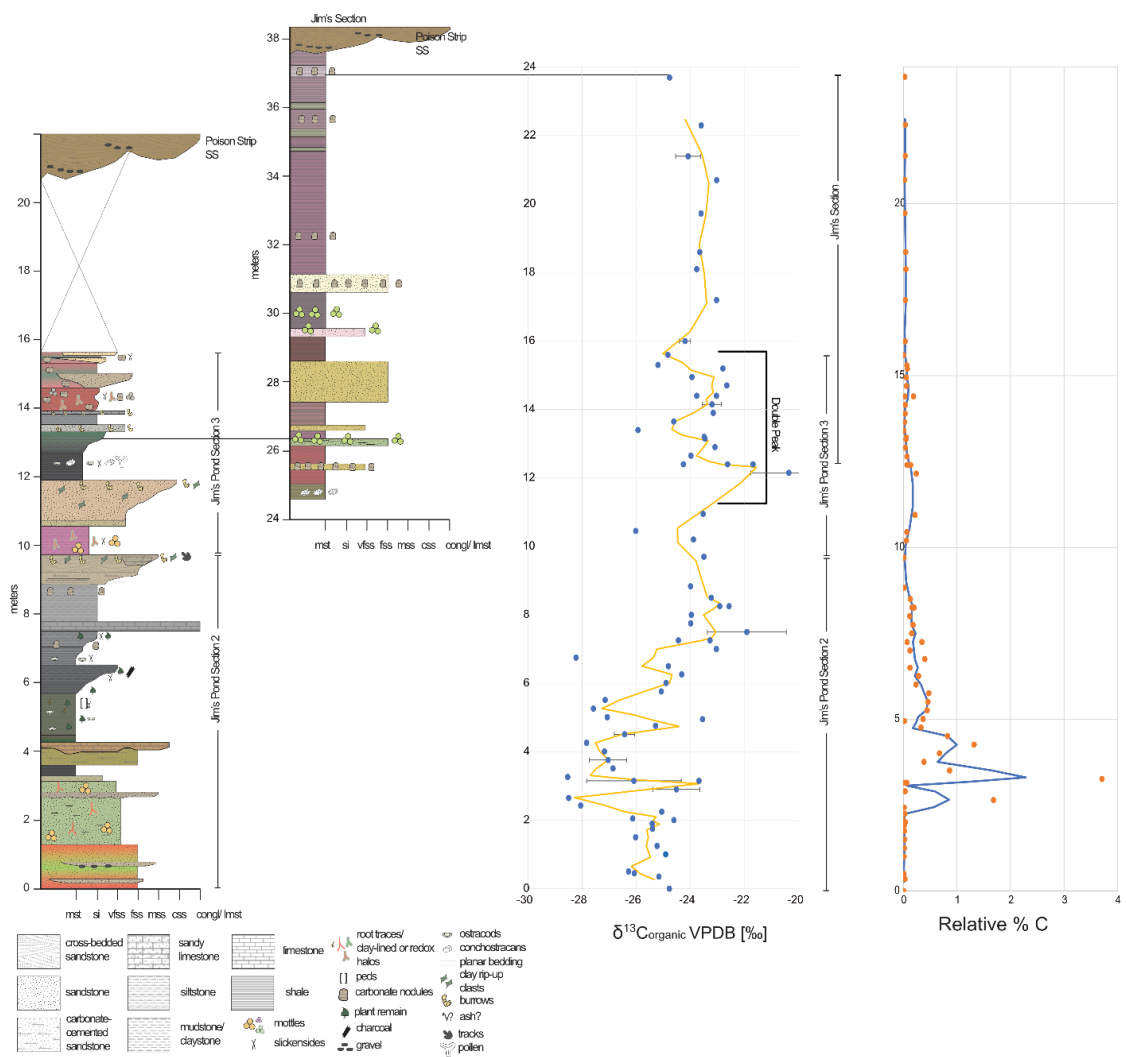 Jim's Section
38
Poison Strip
SS
36
34
32
meters
30
28
26
24
mst si vfss fss mss css congl/ lmst
Poison Strip
SS
20
18
16
14
12
10
8
6
4
2
0
meters
Jim's Pond Section 3
Jim's Pond Section 2
mst si vfss fss mss css congl/ lmst
24
22
20
18
16
14
12
10
8
6
4
2
0
-30 -28 -26 -24 -22 -20
δ13Corganic VPDB [‰]
Double Peak
Jim's Section
Jim's Pond Section 3
Jim's Pond Section 2
20
15
10
5
0
0 1 2 3 4
Relative % C
cross-bedded
sandstone
sandy
limestone
limestone
sandstone
siltstone
shale
carbonate-
cemented
sandstone
mudstone/
claystone
mottles
slickensides
root traces/
clay-lined or redox
halos
[ ] peds
carbonate nodules
plant remain
charcoal
gravel
ostracods
conchostracans
planar bedding
clay rip-up
clasts
burrows
ash?
tracks
pollen